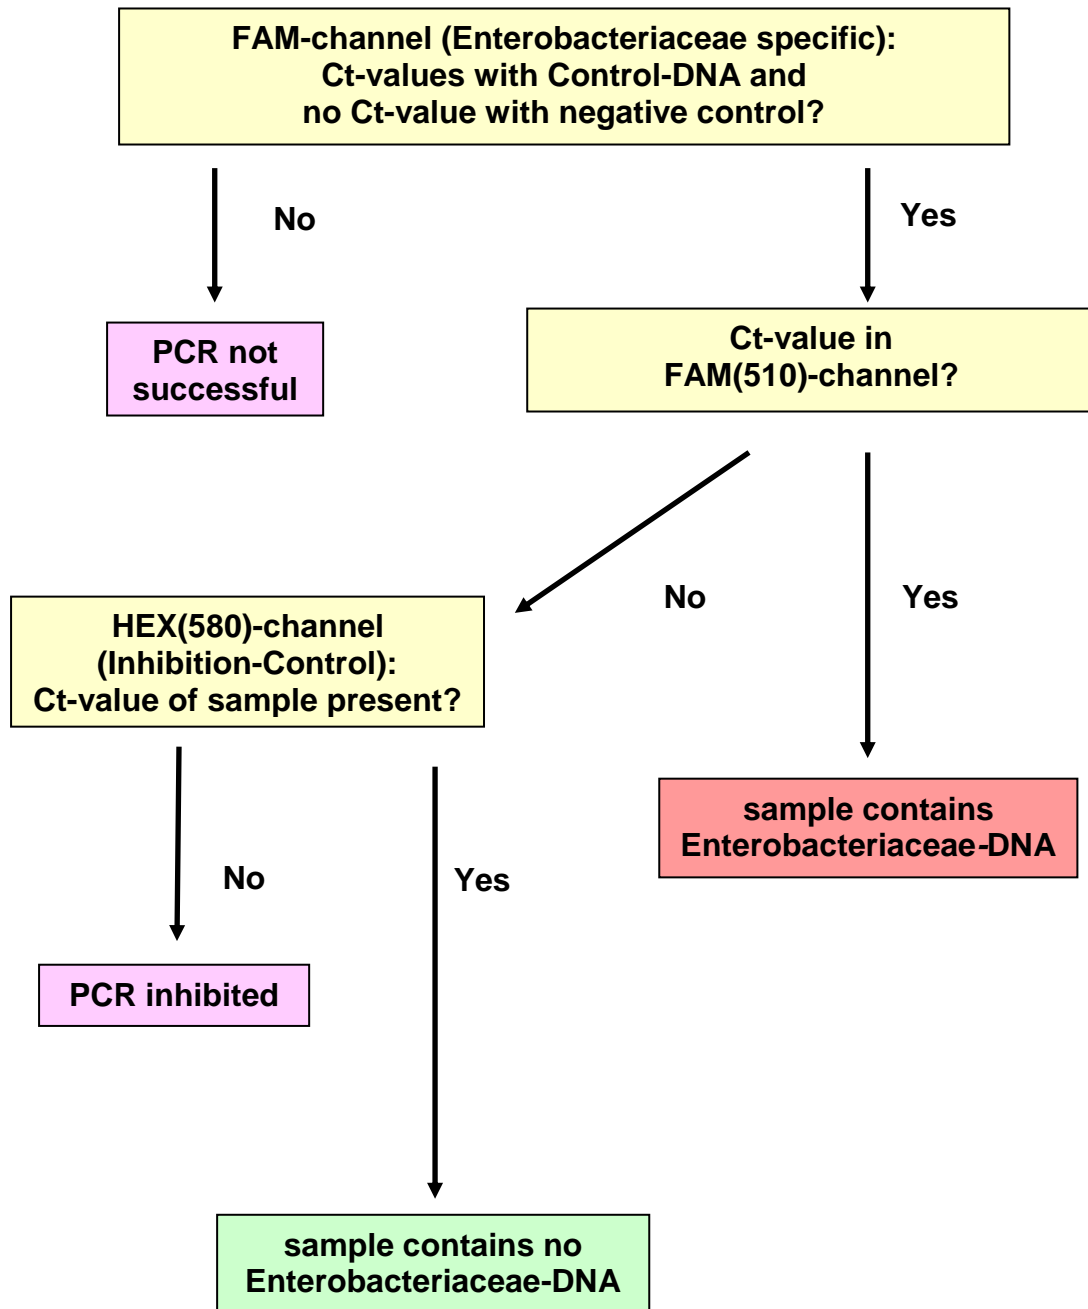 FAM-channel (Enterobacteriaceae specific):
Ct-values with Control-DNA and
no Ct-value with negative control?
No
Yes
PCR not
successful
Ct-value in
FAM(510)-channel?
No
Yes
HEX(580)-channel
(Inhibition-Control):
Ct-value of sample present?
sample contains
Enterobacteriaceae-DNA
No
Yes
PCR inhibited
sample contains no
Enterobacteriaceae-DNA